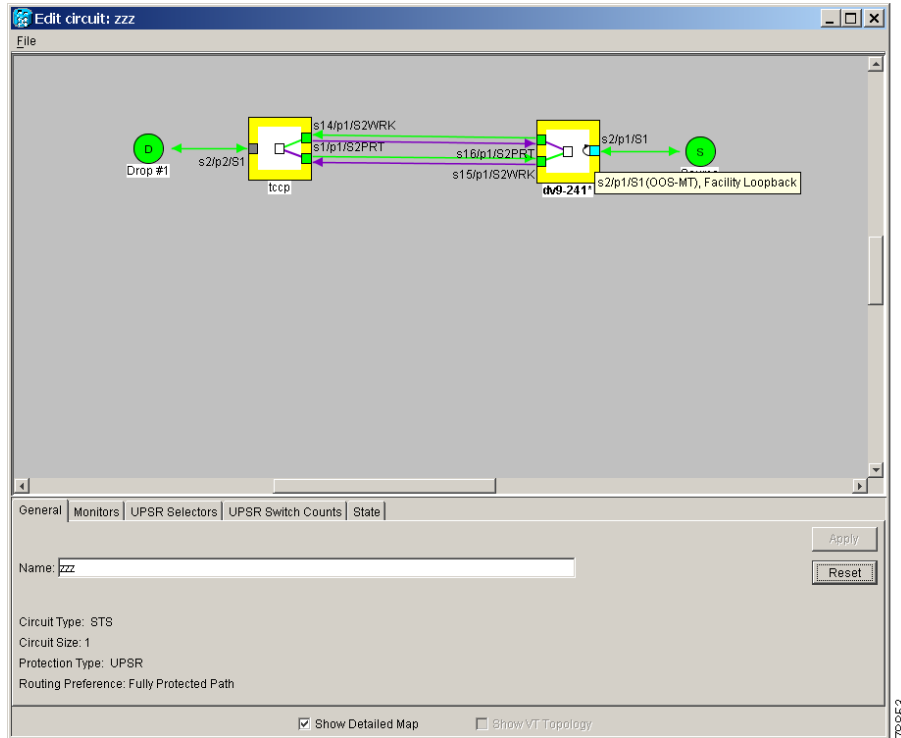 Edit circuit: zzz
File
s14/p1/S2WRK
s1/p1/S2PRT
s2/p2/S1
D
Drop #1
tccp
s2/p1/S1
s16/p1/S2PRT
s15/p1/S2WRK
S
s2/p1/S1(OOS-MT), Facility Loopback
dv9-241*
General Monitors UPSR Selectors UPSR Switch Counts State
Apply
Name: zzz
Reset
Circuit Type: STS
Circuit Size: 1
Protection Type: UPSR
Routing Preference: Fully Protected Path
Show Detailed Map Show VT Topology
78853